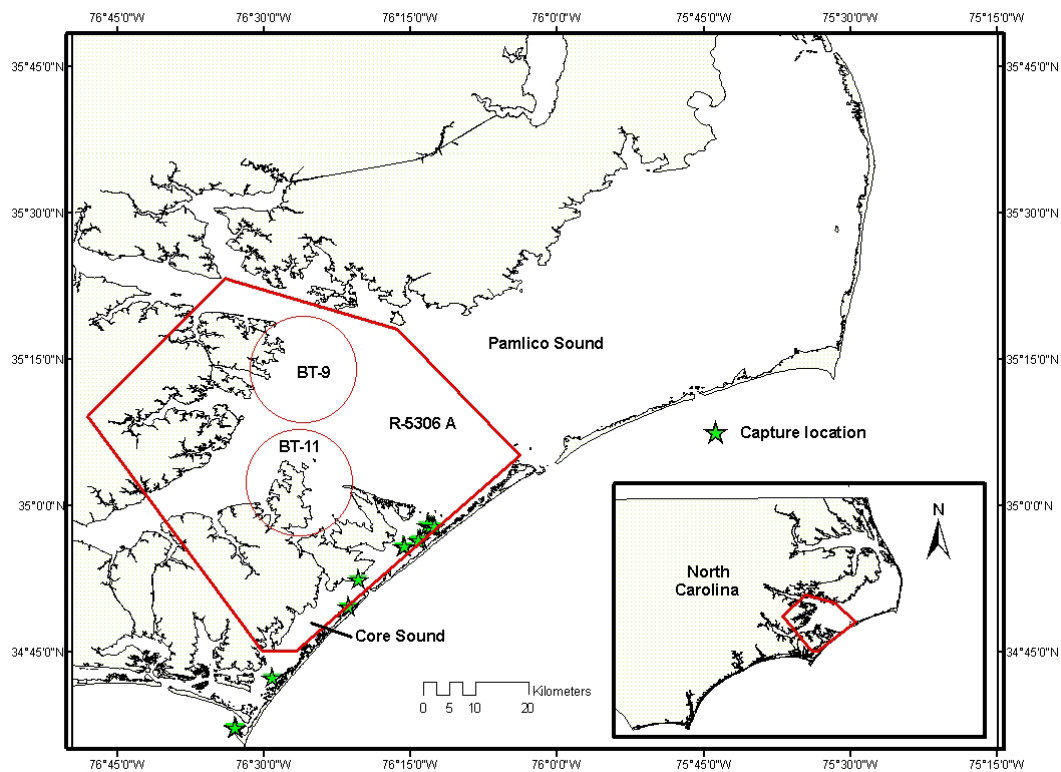 76°45'0"W 76°30'0"W 76°15'0"W 76°0'0"W 75°45'0"W 75°30'0"W 75°15'0"W
35°45'0"N 35°45'0"N
35°30'0"N 35°30'0"N
35°15'0"N 35°15'0"N
Pamlico Sound
BT-9
R-5306 A
Capture location
BT-11
35°0'0"N 35°0'0"N
N
North
Carolina
Core Sound
34°45'0"N 34°45'0"N
Kilometers
0 5 10 20
76°45'0"W 76°30'0"W 76°15'0"W 76°0'0"W 75°45'0"W 75°30'0"W 75°15'0"W